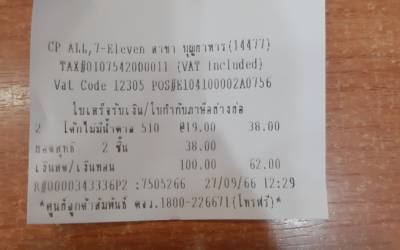 CP ALL,7-Eleven สาขา บุญถาวร(14477)
TAX#0107542000011 (VAT Included)
Vat Code 12305 POS#E104100002A0756
ใบเสร็จรับเงิน/ใบกำกับภาษีอย่างย่อ
2 โค้กไม่มีน้ำตาล 510 @19.00 38.00
ยอดสุทธิ 2 ชิ้น 38.00
เงินสด/เงินทอน 100.00 62.00
R#0000343336P2 :7505266 27/09/66 12:29
*ศูนย์ลูกค้าสัมพันธ์ 1800-226671(โทรฟรี)*